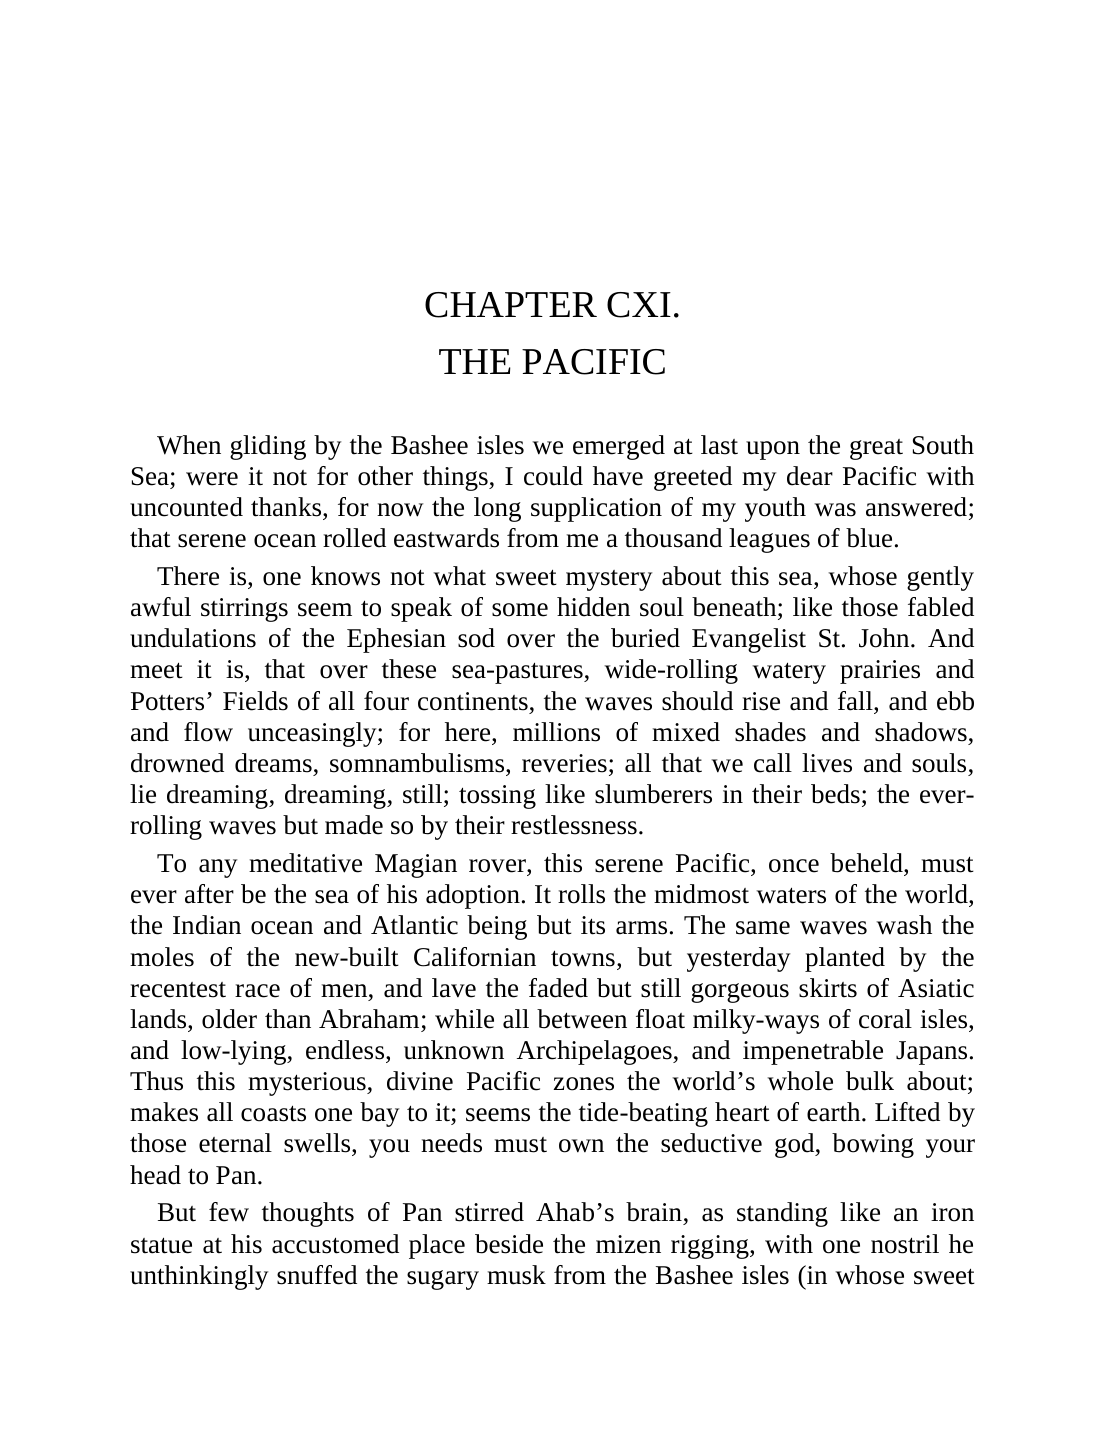 CHAPTER CXI.
THE PACIFIC
When gliding by the Bashee isles we emerged at last upon the great South
Sea; were it not for other things, I could have greeted my dear Pacific with
uncounted thanks, for now the long supplication of my youth was answered;
that serene ocean rolled eastwards from me a thousand leagues of blue.
There is, one knows not what sweet mystery about this sea, whose gently
awful stirrings seem to speak of some hidden soul beneath; like those fabled
undulations of the Ephesian sod over the buried Evangelist St. John. And
meet it is, that over these sea-pastures, wide-rolling watery prairies and
Potters’ Fields of all four continents, the waves should rise and fall, and ebb
and flow unceasingly; for here, millions of mixed shades and shadows,
drowned dreams, somnambulisms, reveries; all that we call lives and souls,
lie dreaming, dreaming, still; tossing like slumberers in their beds; the ever-
rolling waves but made so by their restlessness.
To any meditative Magian rover, this serene Pacific, once beheld, must
ever after be the sea of his adoption. It rolls the midmost waters of the world,
the Indian ocean and Atlantic being but its arms. The same waves wash the
moles of the new-built Californian towns, but yesterday planted by the
recentest race of men, and lave the faded but still gorgeous skirts of Asiatic
lands, older than Abraham; while all between float milky-ways of coral isles,
and low-lying, endless, unknown Archipelagoes, and impenetrable Japans.
Thus this mysterious, divine Pacific zones the world’s whole bulk about;
makes all coasts one bay to it; seems the tide-beating heart of earth. Lifted by
those eternal swells, you needs must own the seductive god, bowing your
head to Pan.
But few thoughts of Pan stirred Ahab’s brain, as standing like an iron
statue at his accustomed place beside the mizen rigging, with one nostril he
unthinkingly snuffed the sugary musk from the Bashee isles (in whose sweet